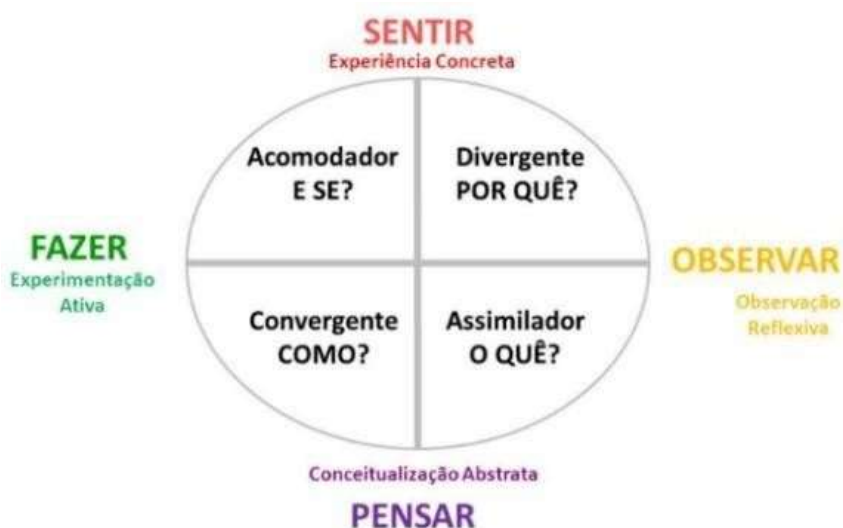 SENTIR
Experiência Concreta
Acomodador
E SE?
Divergente
POR QUÊ?
FAZER
Experimentação
Ativa
OBSERVAR
Observação
Reflexiva
Convergente
COMO?
Assimilador
O QUÊ?
Conceitualização Abstrata
PENSAR